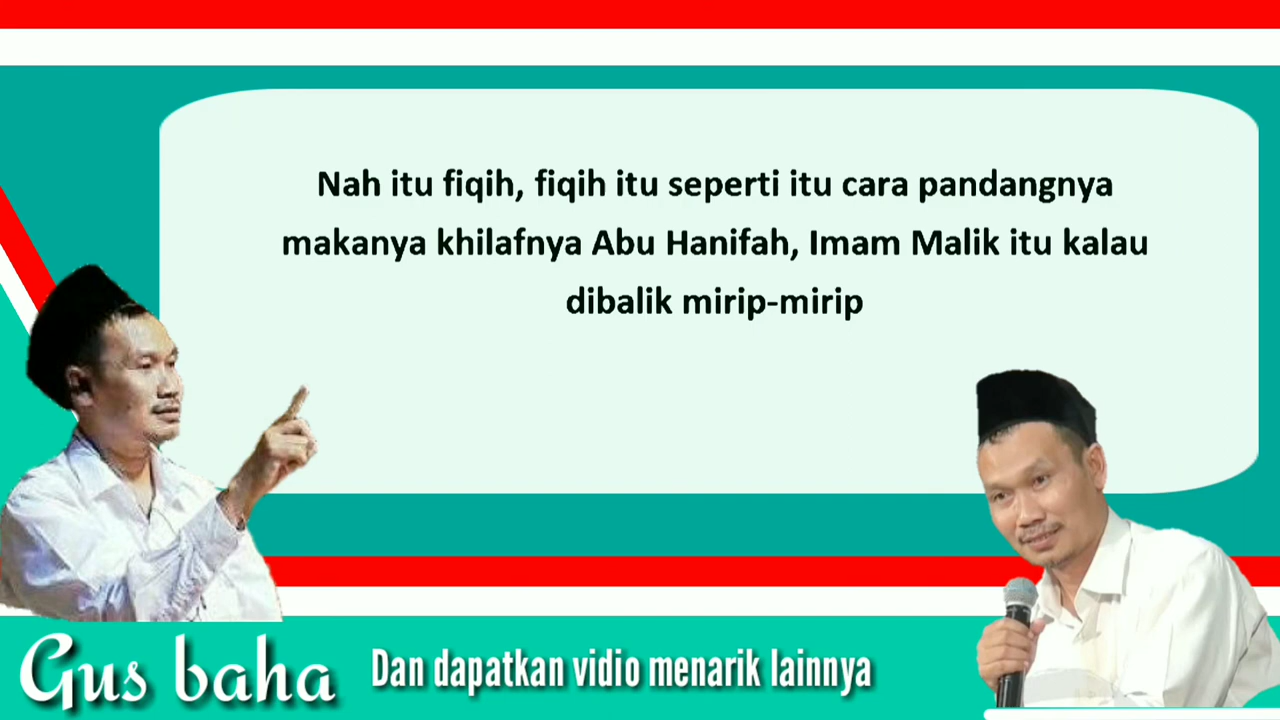 Nah itu fiqih, fiqih itu seperti itu cara pandangnya
makanya khilafnya Abu Hanifah, Imam Malik itu kalau
dibalik mirip-mirip
Gus baha
Dan dapatkan vidio menarik lainnya